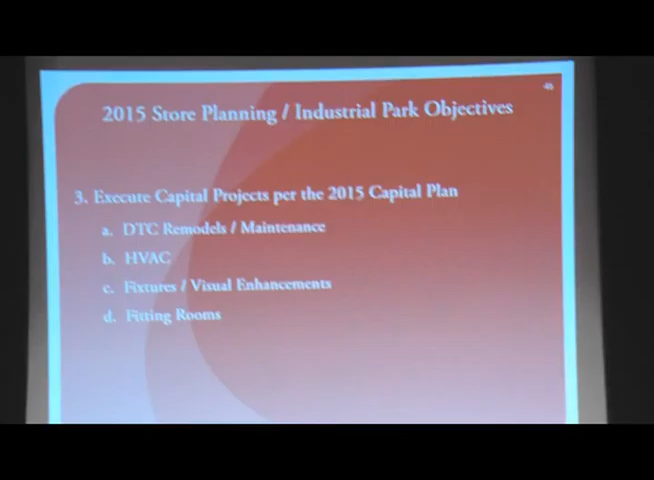 46
2015 Store Planning / Industrial Park Objectives
3. Execute Capital Projects per the 2015 Capital Plan
a. DTC Remodels / Maintenance
b. HVAC
c. Fixtures / Visual Enhancements
d. Fitting Rooms